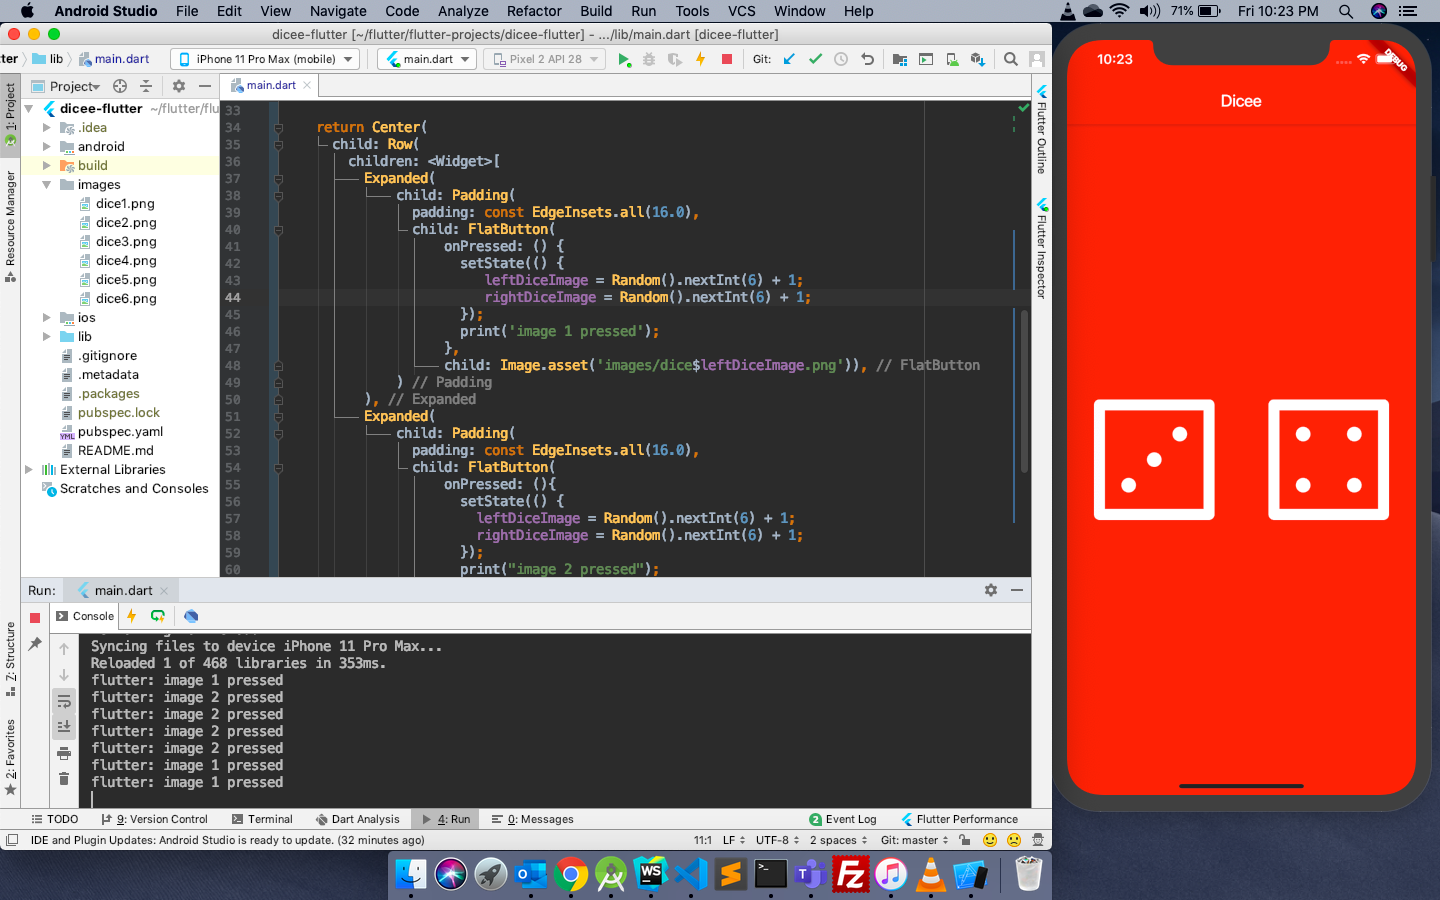 Android Studio File Edit View Navigate Code Analyze Refactor Build Run Tools VCS Window Help 71% Fri 10:23 PM
dicee-flutter [~/flutter/flutter-projects/dicee-flutter] - .../lib/main.dart [dicee-flutter]
tter lib main.dart iPhone 11 Pro Max (mobile) main.dart Pixel 2 API 28 Git:
Project main.dart
dicee-flutter ~/flutter/flu
.idea
android
build
images
dice1.png
dice2.png
dice3.png
dice4.png
dice5.png
dice6.png
ios
lib
.gitignore
.metadata
.packages
pubspec.lock
pubspec.yaml
README.md
External Libraries
Scratches and Consoles
1: Project
Resource Manager
Z: Structure
2: Favorites
33
34 return Center(
35 child: Row(
36 children: <Widget>[
37 Expanded(
38 child: Padding(
39 padding: const EdgeInsets.all(16.0),
40 child: FlatButton(
41 onPressed: () {
42 setState(() {
43 leftDiceImage = Random().nextInt(6) + 1;
44 rightDiceImage = Random().nextInt(6) + 1;
45 });
46 print('image 1 pressed');
47 },
48 child: Image.asset('images/dice$leftDiceImage.png')), // FlatButton
49 ) // Padding
50 ), // Expanded
51 Expanded(
52 child: Padding(
53 padding: const EdgeInsets.all(16.0),
54 child: FlatButton(
55 onPressed: (){
56 setState(() {
57 leftDiceImage = Random().nextInt(6) + 1;
58 rightDiceImage = Random().nextInt(6) + 1;
59 });
60 print("image 2 pressed");
Flutter Outline
Flutter Inspector
Run: main.dart
Console
Syncing files to device iPhone 11 Pro Max...
Reloaded 1 of 468 libraries in 353ms.
flutter: image 1 pressed
flutter: image 2 pressed
flutter: image 2 pressed
flutter: image 2 pressed
flutter: image 2 pressed
flutter: image 1 pressed
flutter: image 1 pressed
TODO 9: Version Control Terminal Dart Analysis 4: Run 0: Messages 2 Event Log Flutter Performance
IDE and Plugin Updates: Android Studio is ready to update. (32 minutes ago) 11:1 LF UTF-8 2 spaces Git: master
10:23
DEBUG
Dicee
YML
WS
>_
T
FZ